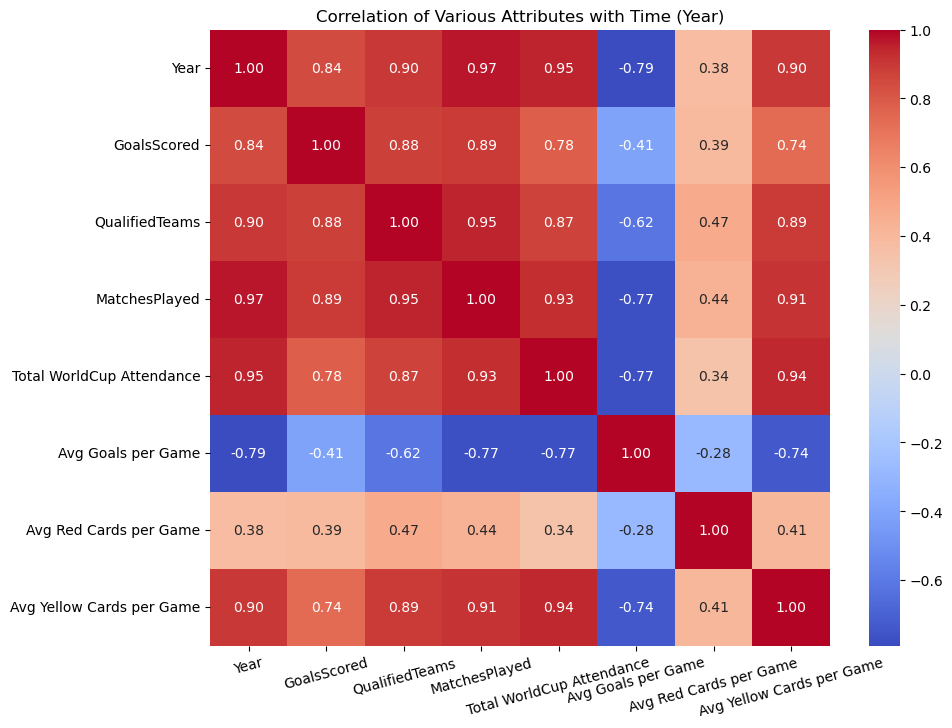 Correlation of Various Attributes with Time (Year)
Year 1.00 0.84 0.90 0.97 0.95 -0.79 0.38 0.90
GoalsScored 0.84 1.00 0.88 0.89 0.78 -0.41 0.39 0.74
QualifiedTeams 0.90 0.88 1.00 0.95 0.87 -0.62 0.47 0.89
MatchesPlayed 0.97 0.89 0.95 1.00 0.93 -0.77 0.44 0.91
Total WorldCup Attendance 0.95 0.78 0.87 0.93 1.00 -0.77 0.34 0.94
Avg Goals per Game -0.79 -0.41 -0.62 -0.77 -0.77 1.00 -0.28 -0.74
Avg Red Cards per Game 0.38 0.39 0.47 0.44 0.34 -0.28 1.00 0.41
Avg Yellow Cards per Game 0.90 0.74 0.89 0.91 0.94 -0.74 0.41 1.00
Year
GoalsScored
QualifiedTeams
MatchesPlayed
Total WorldCup Attendance
Avg Goals per Game
Avg Red Cards per Game
Avg Yellow Cards per Game
1.0
0.8
0.6
0.4
0.2
0.0
−0.2
−0.4
−0.6